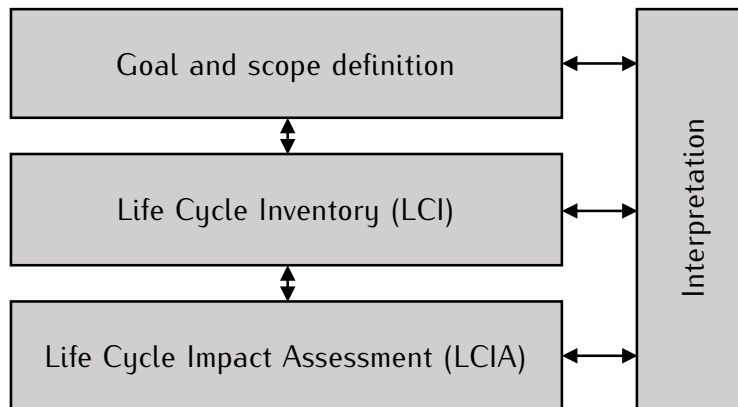 Goal and scope definition
Life Cycle Inventory (LCI)
Life Cycle Impact Assessment (LCIA)
Interpretation